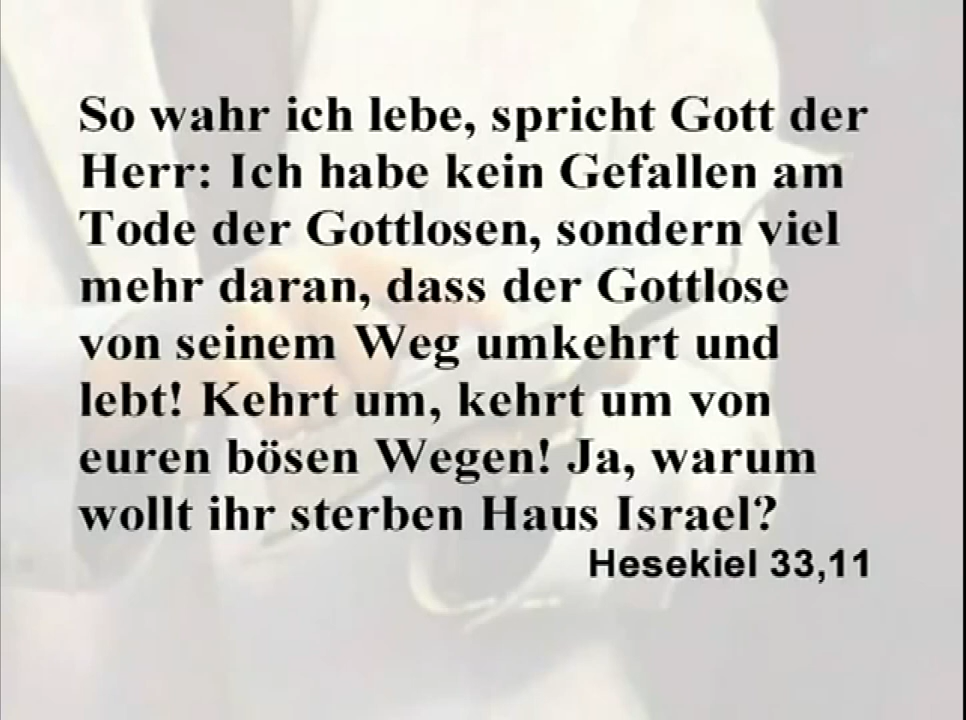 So wahr ich lebe, spricht Gott der
Herr: Ich habe kein Gefallen am
Tode der Gottlosen, sondern viel
mehr daran, dass der Gottlose
von seinem Weg umkehrt und
lebt! Kehrt um, kehrt um von
euren bösen Wegen! Ja, warum
wollt ihr sterben Haus Israel?
Hesekiel 33,11